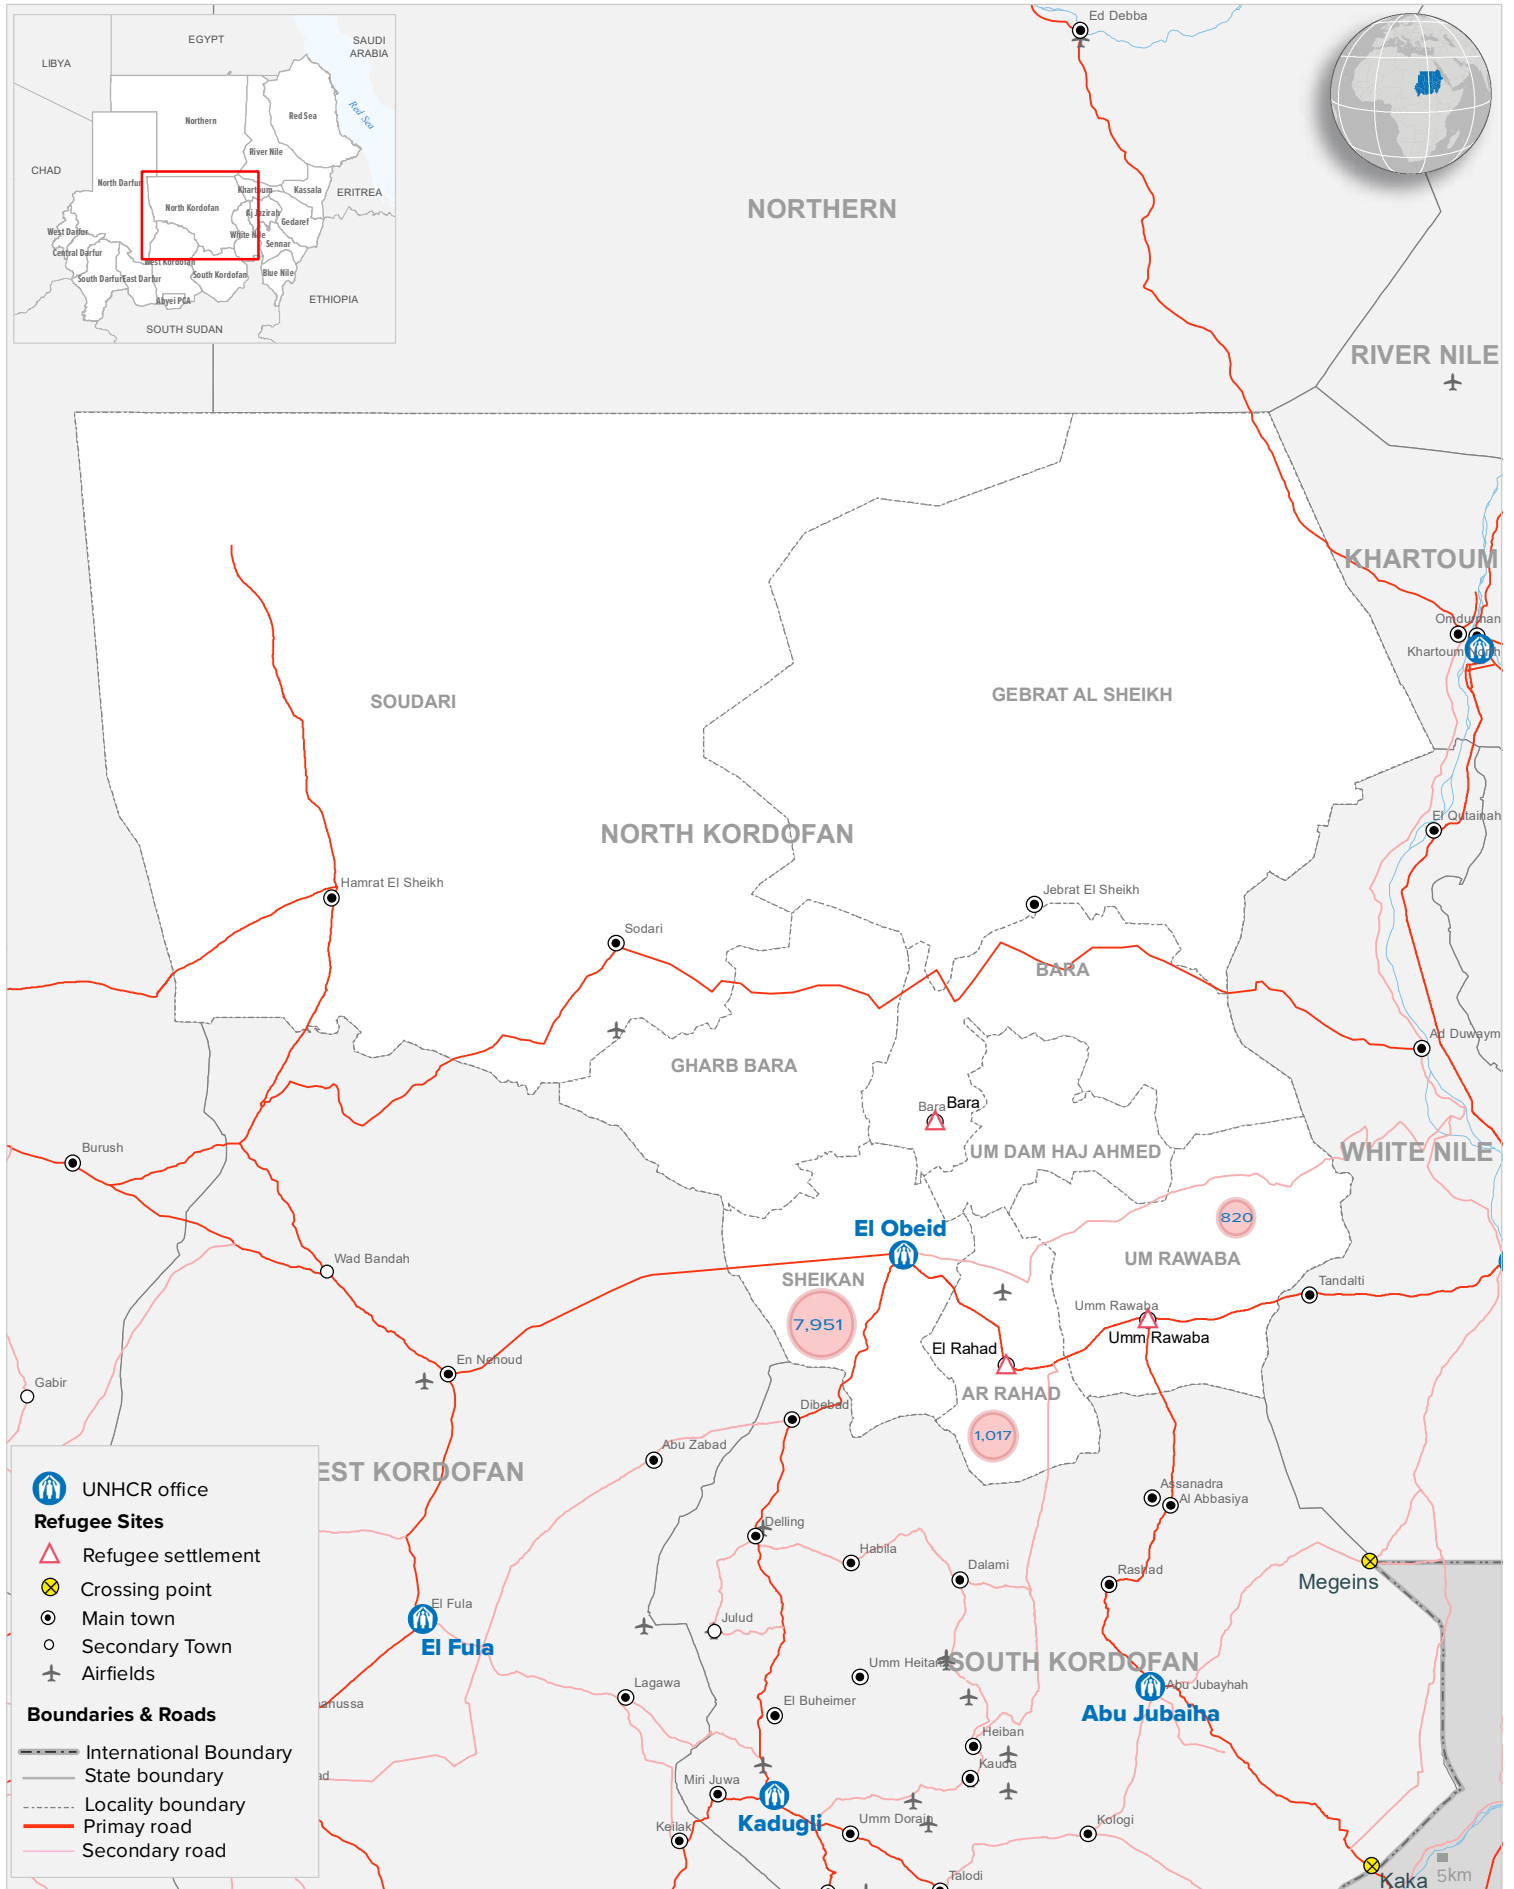 EGYPT
SAUDI
ARABIA
LIBYA
Red Sea
Northern
Red Sea
River Nile
CHAD
North Darfur
Khartoum
Kassala
ERITREA
North Kordofan
Aj Jazirah
Gedaref
West Darfur
White Nile
Sennar
Central Darfur
West Kordofan
South Darfur
East Darfur
South Kordofan
Blue Nile
Abyei PCA
ETHIOPIA
SOUTH SUDAN
Ed Debba
NORTHERN
RIVER NILE
KHARTOUM
Omdurman
Khartoum North
SOUDARI
GEBRAT AL SHEIKH
NORTH KORDOFAN
El Qutainah
Hamrat El Sheikh
Jebrat El Sheikh
Sodari
BARA
Ad Duwaym
GHARB BARA
Bara
Bara
Burush
UM DAM HAJ AHMED
WHITE NILE
820
El Obeid
Wad Bandah
UM RAWABA
SHEIKAN
Tandalti
Umm Rawaba
7,951
Umm Rawaba
El Rahad
En Nehoud
Gabir
AR RAHAD
Dibebad
1,017
Abu Zabad
EST KORDOFAN
Assanadra
Al Abbasiya
Delling
Habila
Dalami
Rashad
Megeins
El Fula
El Fula
Julud
Umm Heitan
SOUTH KORDOFAN
Lagawa
Abu Jubayhah
Abu Jubaiha
anussa
El Buheimer
Heiban
Kauda
ad
Miri Juwa
Kadugli
Umm Dorain
Keilak
Kologi
Talodi
Kaka
5km
UNHCR office
Refugee Sites
Refugee settlement
Crossing point
Main town
Secondary Town
Airfields
Boundaries & Roads
International Boundary
State boundary
Locality boundary
Primay road
Secondary road